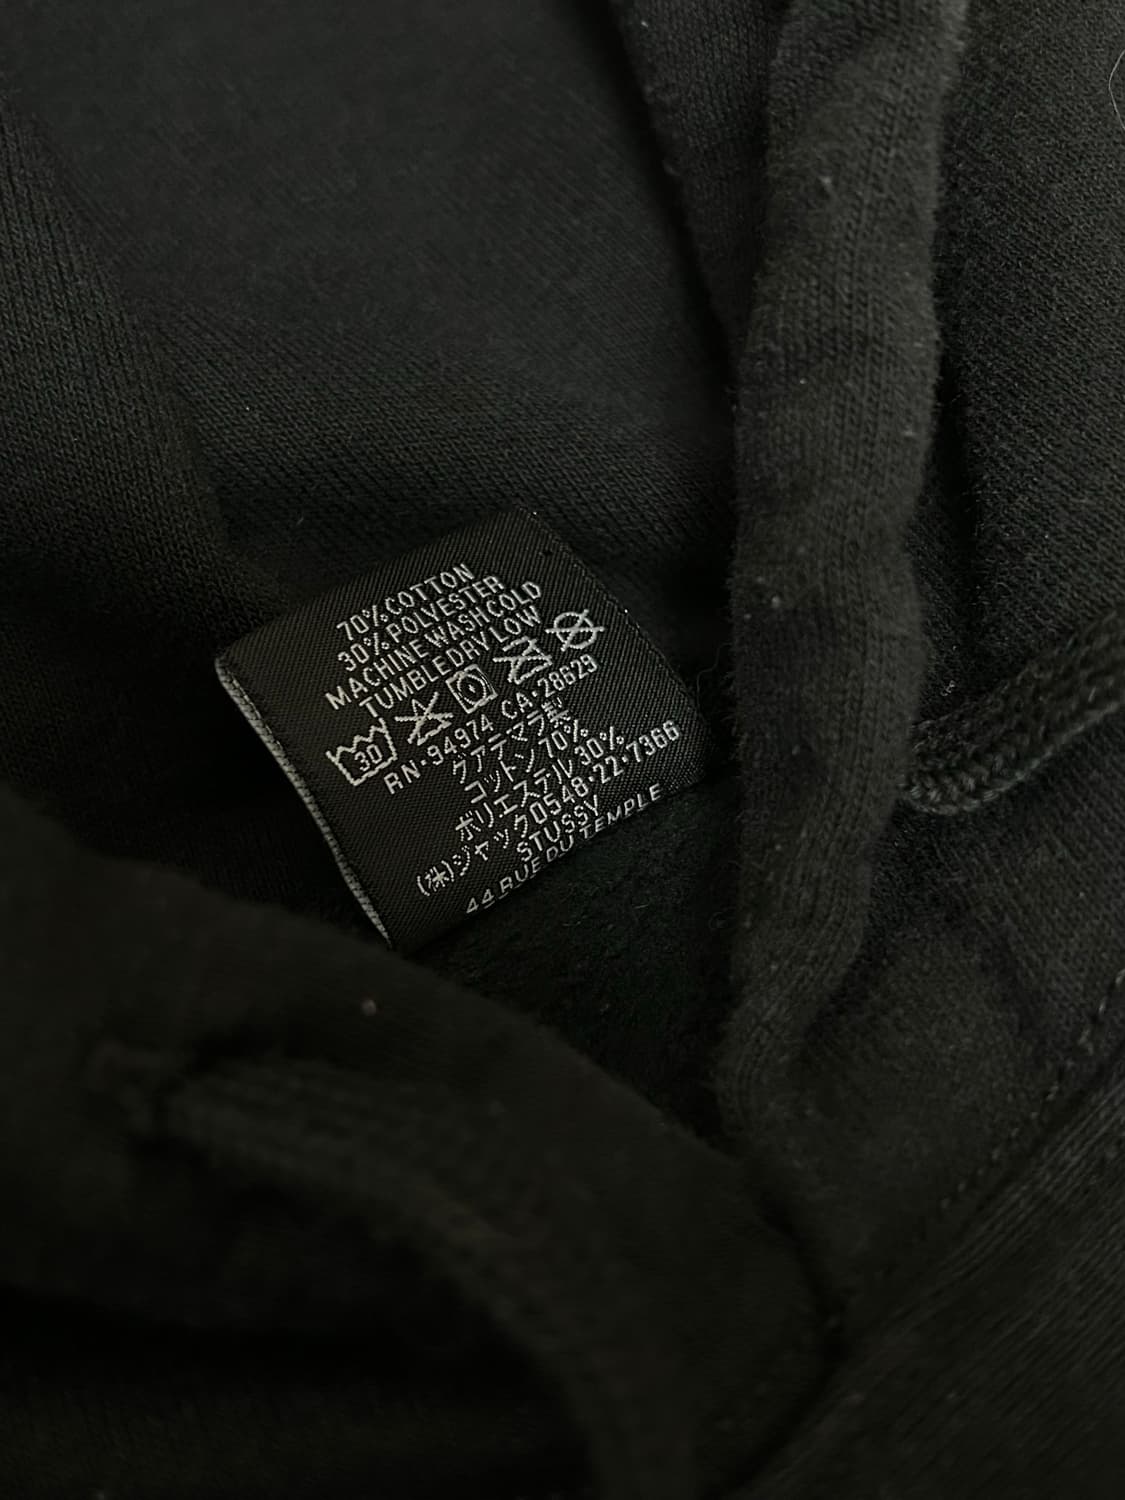 70% COTTON
30% POLYESTER
MACHINE WASH COLD
TUMBLE DRY LOW
30
RN·94974 CA·28629
グアテマラ製
コットン 70%
ポリエステル 30%
(株)ジャック0548·22·7366
STUSSY
44 RUE DU TEMPLE